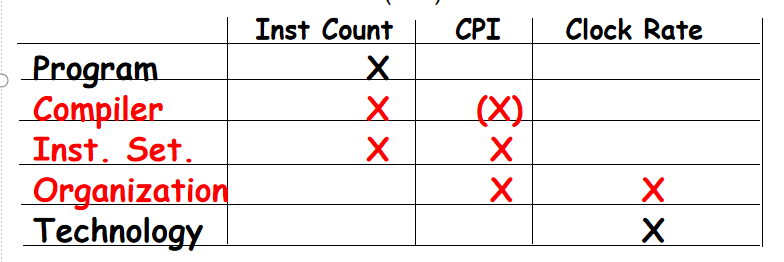 Inst Count CPI Clock Rate
Program X
Compiler X (X)
Inst. Set. X X
Organization X X
Technology X